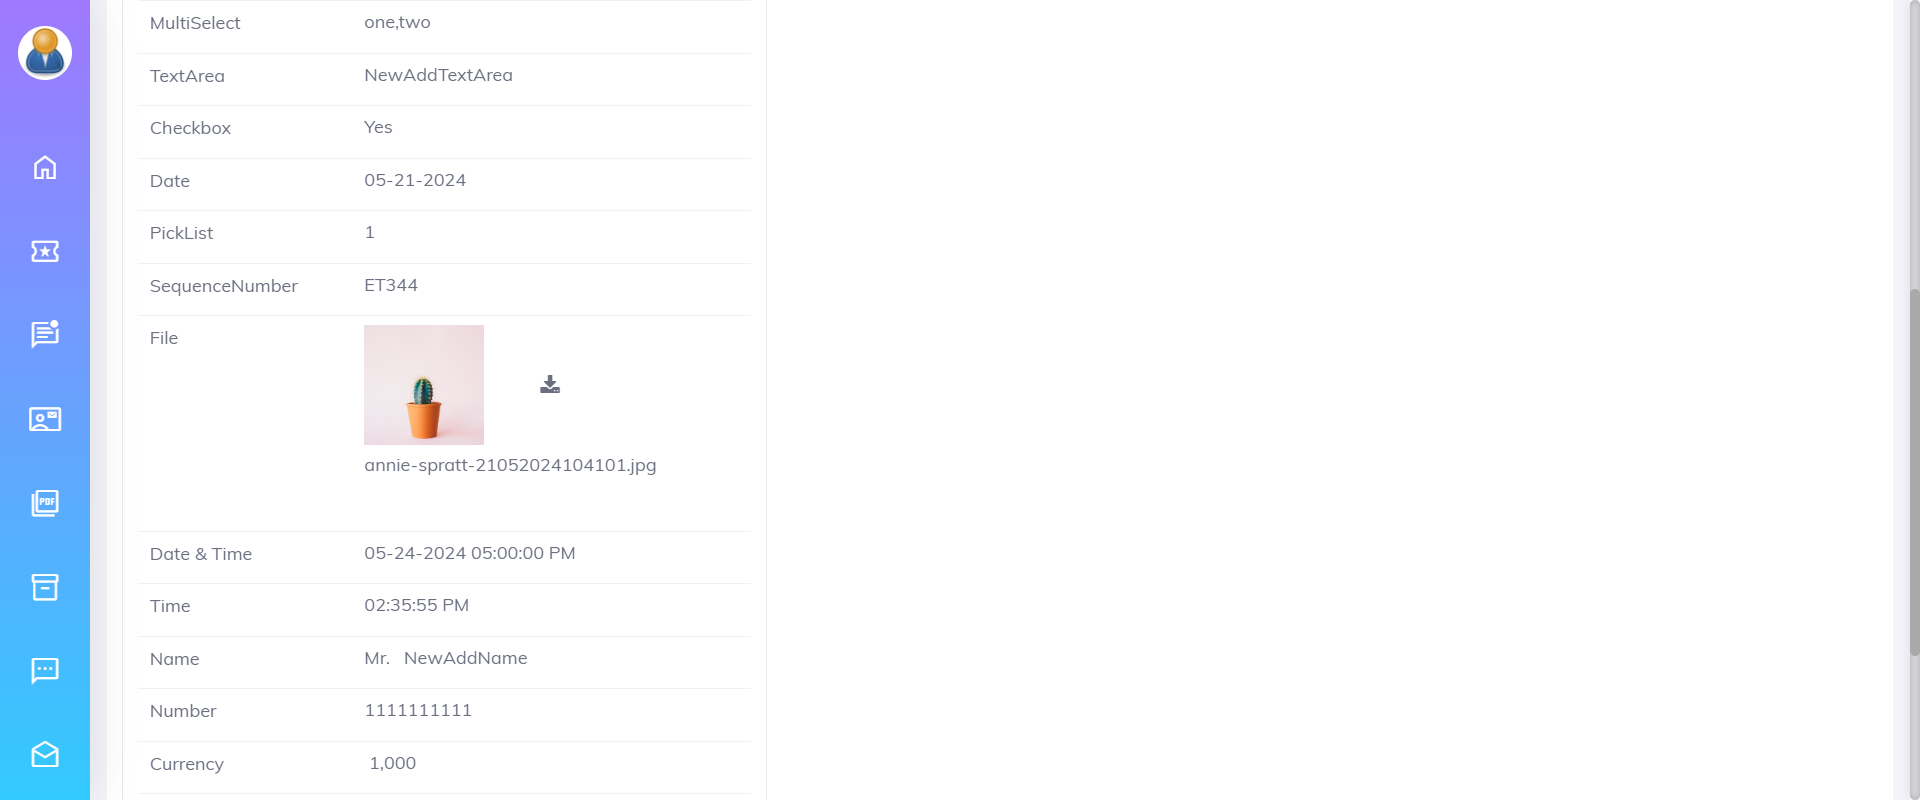 MultiSelect one,two
TextArea NewAddTextArea
Checkbox Yes
Date 05-21-2024
PickList 1
SequenceNumber ET344
File
annie-spratt-21052024104101.jpg
Date & Time 05-24-2024 05:00:00 PM
Time 02:35:55 PM
Name Mr. NewAddName
Number 1111111111
Currency 1,000
PDF